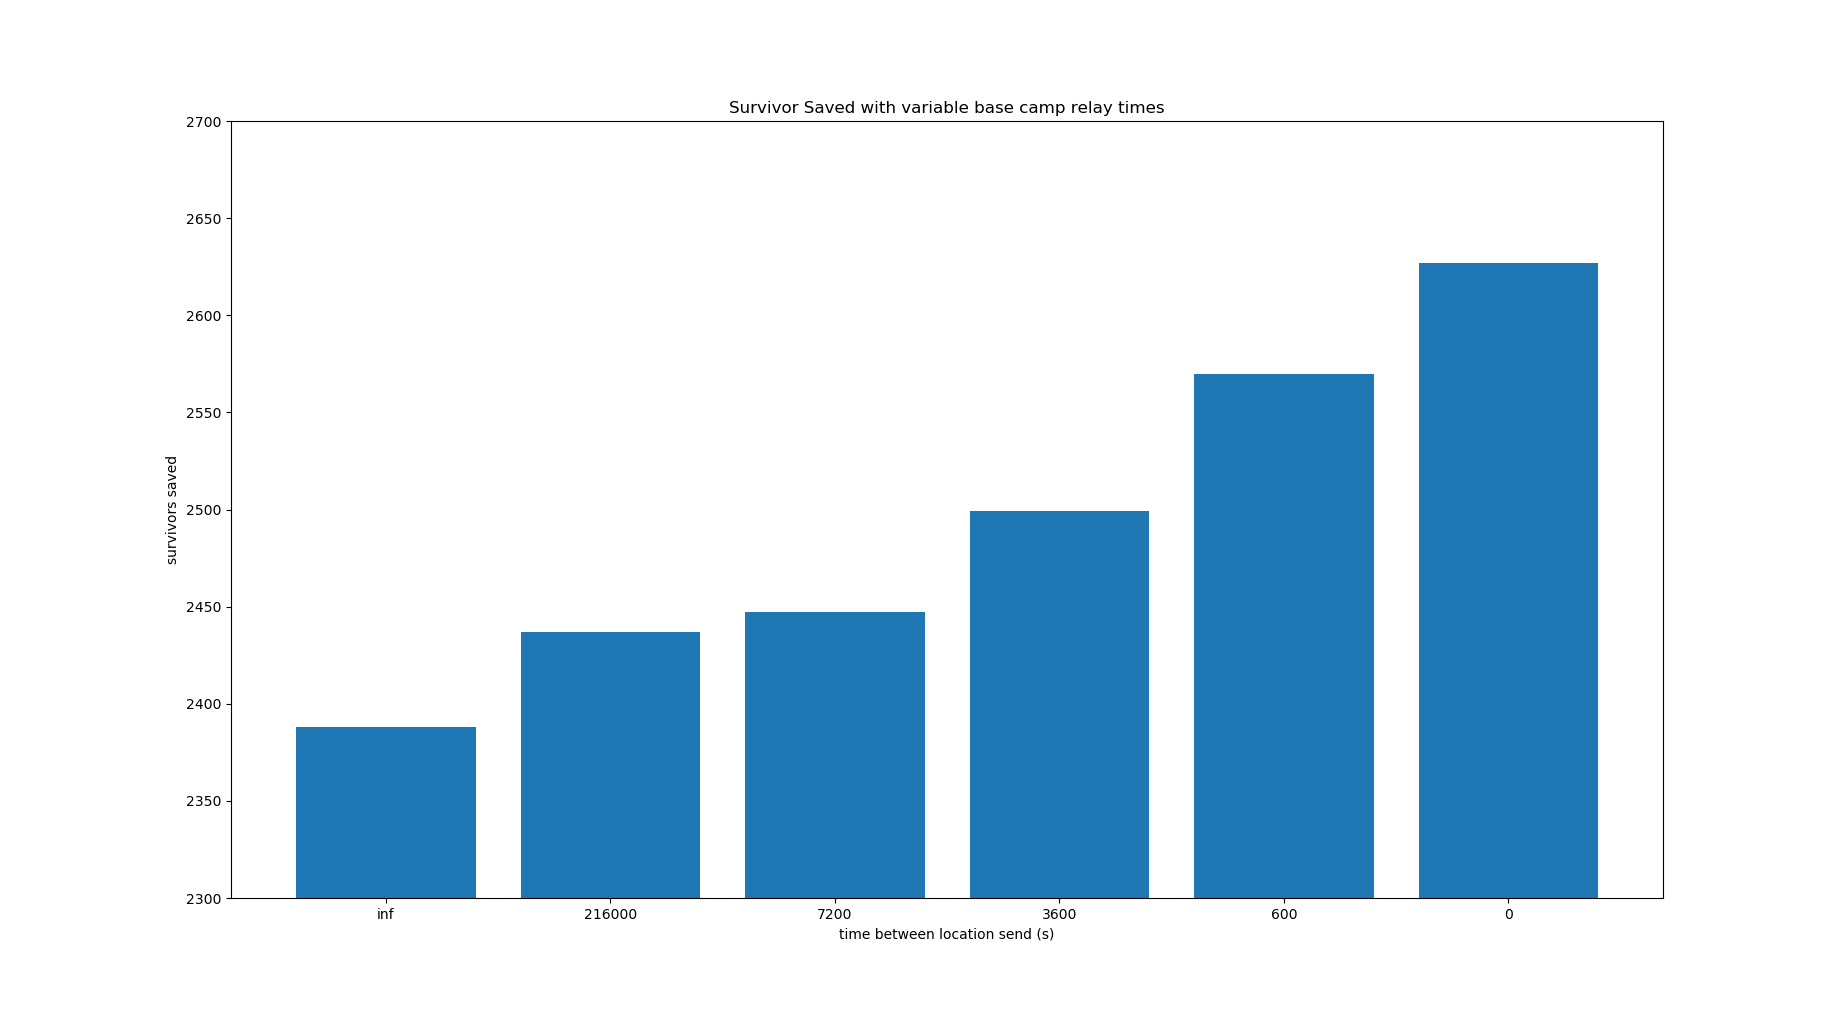 Survivor Saved with variable base camp relay times
2700
2650
2600
2550
2500
2450
2400
2350
2300
survivors saved
inf 216000 7200 3600 600 0
time between location send (s)